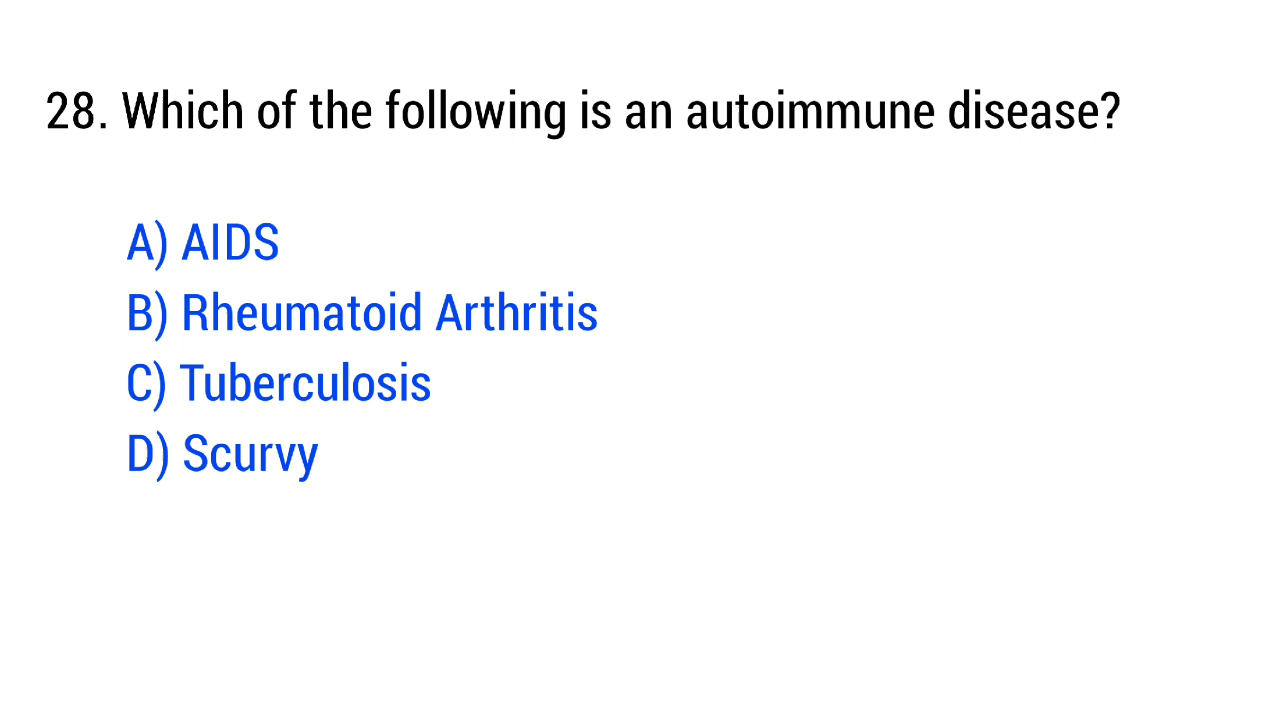 28. Which of the following is an autoimmune disease?
A) AIDS
B) Rheumatoid Arthritis
C) Tuberculosis
D) Scurvy